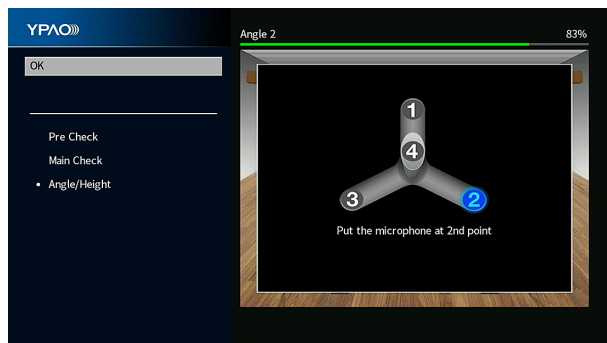 YPAO
Angle 2
83%
OK
Pre Check
Main Check
• Angle/Height
1
4
3
2
Put the microphone at 2nd point